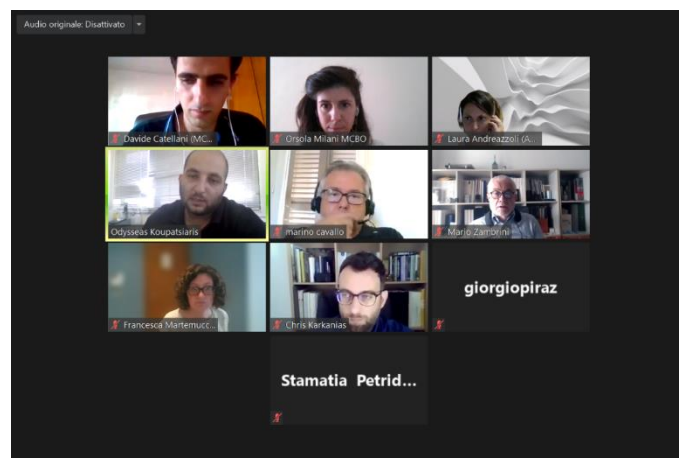 Audio originale: Disattivato
Davide Catellani (MC...
Orsola Milani MCBO
Laura Andreazzoli (A...
Odysseas Koupatsiaris
marino cavallo
Mario Zambrini
Francesca Martemucc...
Chris Karkanias
giorgiopiraz
Stamatia Petrid...